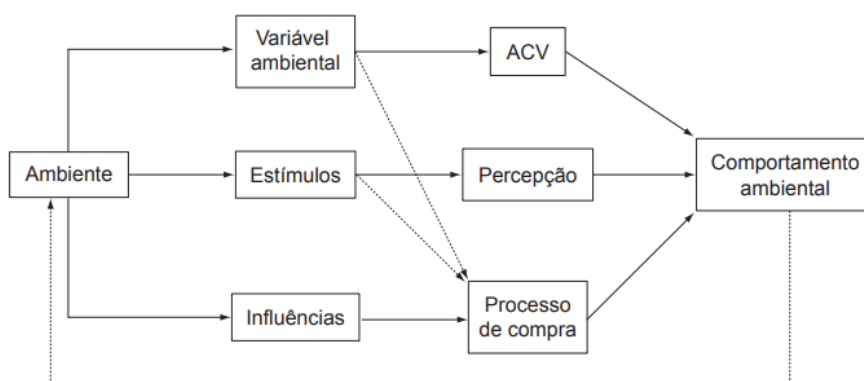 Variável
ambiental
ACV
Ambiente
Estímulos
Percepção
Comportamento
ambiental
Influências
Processo
de compra